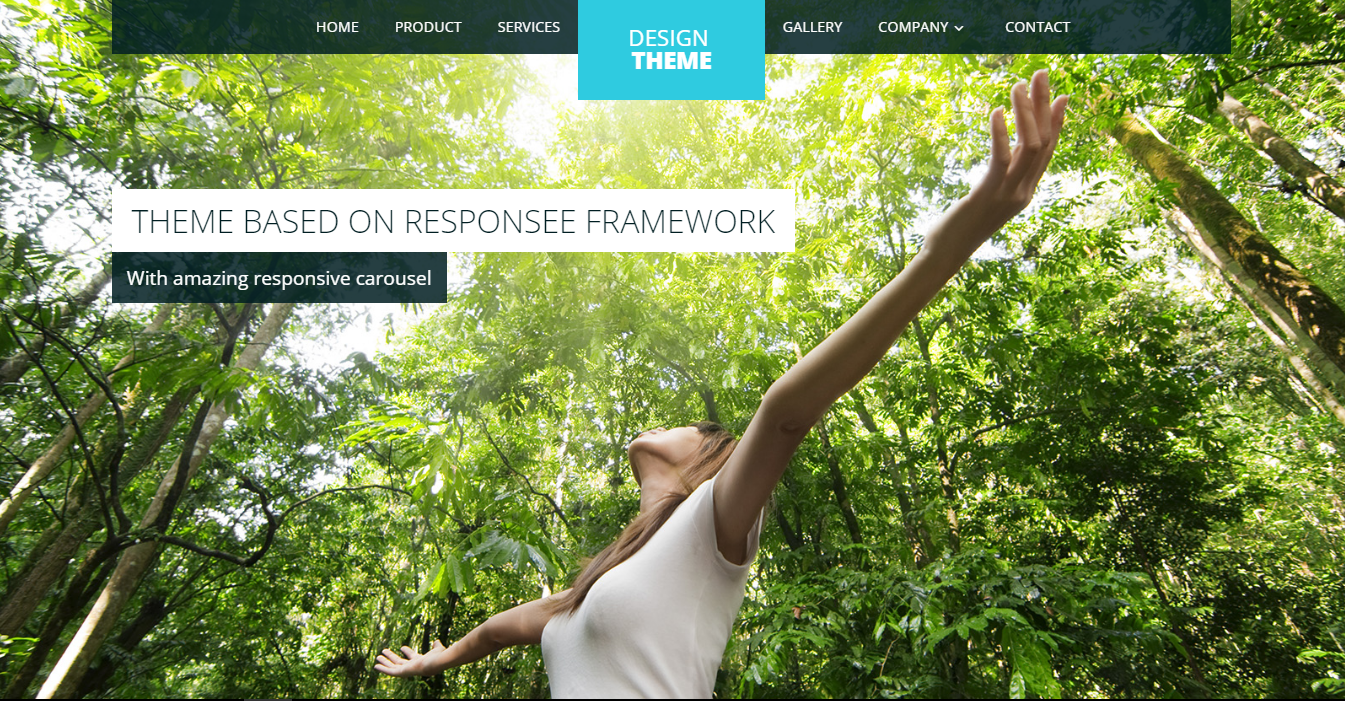 HOME PRODUCT SERVICES
DESIGN
THEME
GALLERY COMPANY CONTACT
THEME BASED ON RESPONSEE FRAMEWORK
With amazing responsive carousel